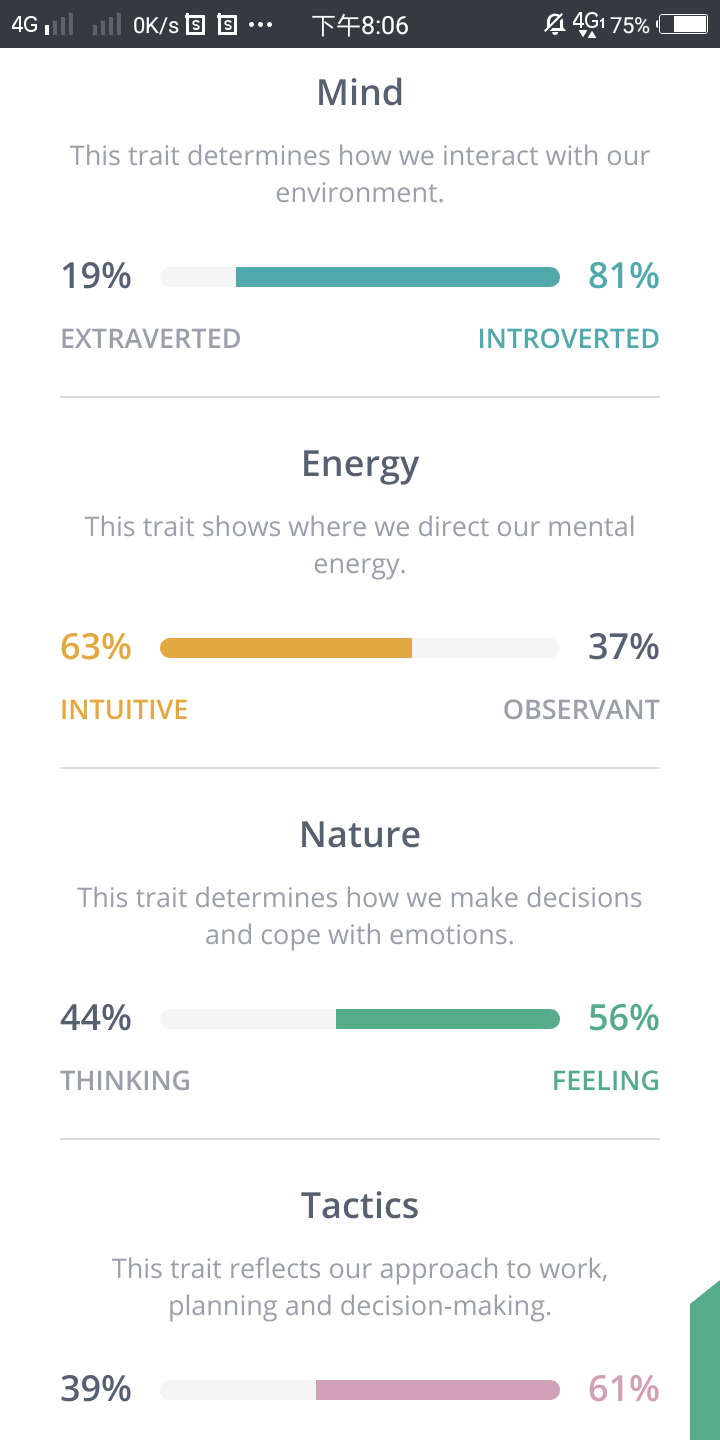 4G 0K/s S S ... 下午8:06 4G1 75%
Mind
This trait determines how we interact with our
environment.
19% 81%
EXTRAVERTED INTROVERTED
Energy
This trait shows where we direct our mental
energy.
63% 37%
INTUITIVE OBSERVANT
Nature
This trait determines how we make decisions
and cope with emotions.
44% 56%
THINKING FEELING
Tactics
This trait reflects our approach to work,
planning and decision-making.
39% 61%